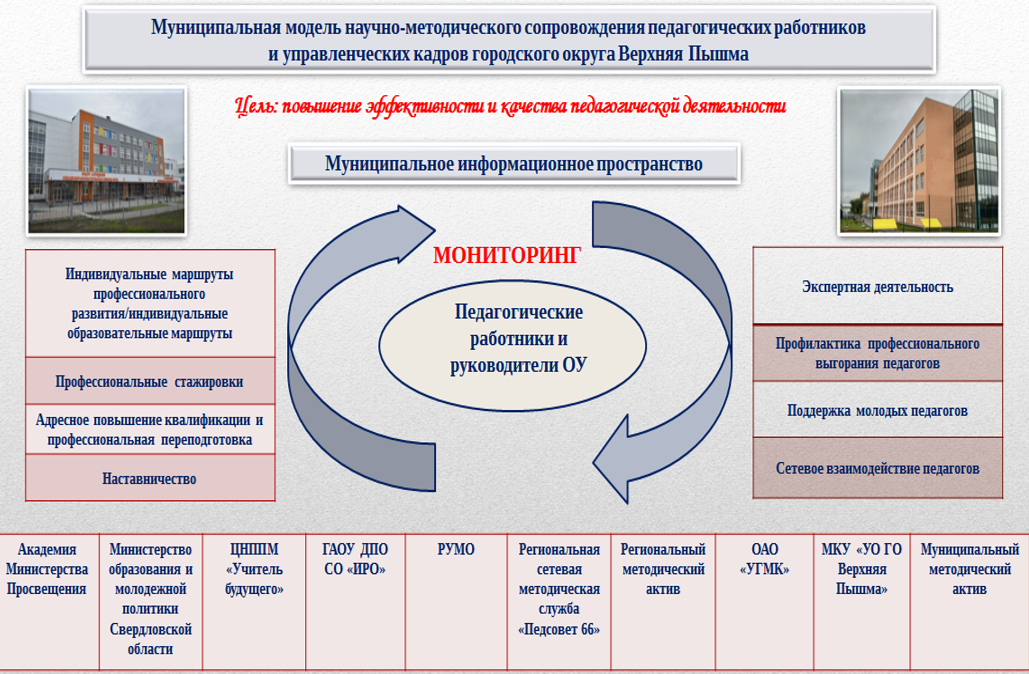 Муниципальная модель научно-методического сопровождения педагогических работников
и управленческих кадров городского округа Верхняя Пышма
Цель: повышение эффективности и качества педагогической деятельности
Муниципальное информационное пространство
МОНИТОРИНГ
Педагогические
работники и
руководители ОУ
Индивидуальные маршруты
профессионального
развития/индивидуальные
образовательные маршруты
Профессиональные стажировки
Адресное повышение квалификации и
профессиональная переподготовка
Наставничество
Экспертная деятельность
Профилактика профессионального
выгорания педагогов
Поддержка молодых педагогов
Сетевое взаимодействие педагогов
Академия
Министерства
Просвещения
Министерство
образования и
молодежной
политики
Свердловской
области
ЦНППМ
«Учитель
будущего»
ГАОУ ДПО
СО «ИРО»
РУМО
Региональная
сетевая
методическая
служба
«Педсовет 66»
Региональный
методический
актив
ОАО
«УГМК»
МКУ «УО ГО
Верхняя
Пышма»
Муниципальный
методический
актив